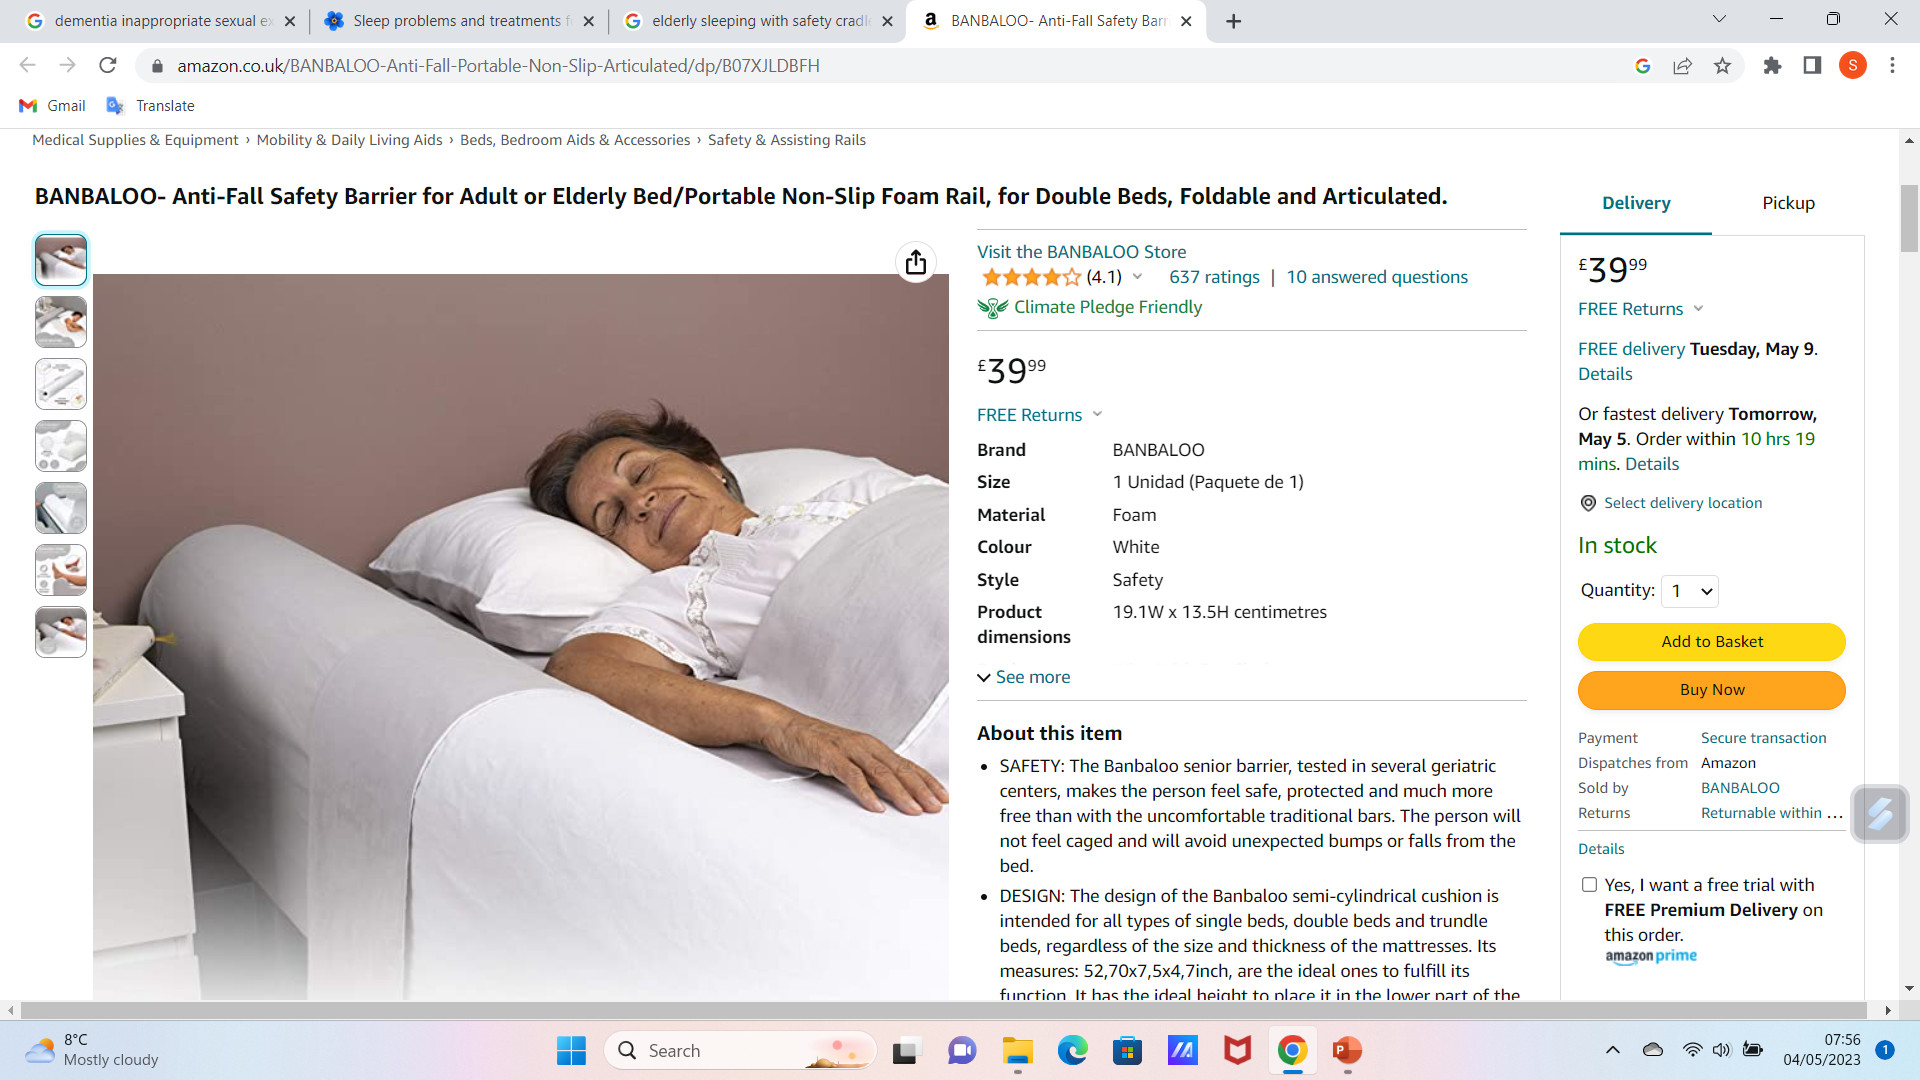 dementia inappropriate sexual ex
Sleep problems and treatments f
elderly sleeping with safety cradl
BANBALOO- Anti-Fall Safety Barr
amazon.co.uk/BANBALOO-Anti-Fall-Portable-Non-Slip-Articulated/dp/B07XJLDBFH
S
Gmail
Translate
Medical Supplies & Equipment › Mobility & Daily Living Aids › Beds, Bedroom Aids & Accessories › Safety & Assisting Rails
BANBALOO- Anti-Fall Safety Barrier for Adult or Elderly Bed/Portable Non-Slip Foam Rail, for Double Beds, Foldable and Articulated.
Visit the BANBALOO Store
(4.1) 637 ratings | 10 answered questions
Climate Pledge Friendly
£3999
FREE Returns
Brand BANBALOO
Size 1 Unidad (Paquete de 1)
Material Foam
Colour White
Style Safety
Product 19.1W x 13.5H centimetres
dimensions
See more
About this item
• SAFETY: The Banbaloo senior barrier, tested in several geriatric
centers, makes the person feel safe, protected and much more
free than with the uncomfortable traditional bars. The person will
not feel caged and will avoid unexpected bumps or falls from the
bed.
• DESIGN: The design of the Banbaloo semi-cylindrical cushion is
intended for all types of single beds, double beds and trundle
beds, regardless of the size and thickness of the mattresses. Its
measures: 52,70x7,5x4,7inch, are the ideal ones to fulfill its
function. It has the ideal height to place it in the lower part of the
Delivery
Pickup
£3999
FREE Returns
FREE delivery Tuesday, May 9.
Details
Or fastest delivery Tomorrow,
May 5. Order within 10 hrs 19
mins. Details
Select delivery location
In stock
Quantity: 1
Add to Basket
Buy Now
Payment Secure transaction
Dispatches from Amazon
Sold by BANBALOO
Returns Returnable within ...
Details
Yes, I want a free trial with
FREE Premium Delivery on
this order.
amazon prime
8°C
Mostly cloudy
Search
07:56
04/05/2023
1